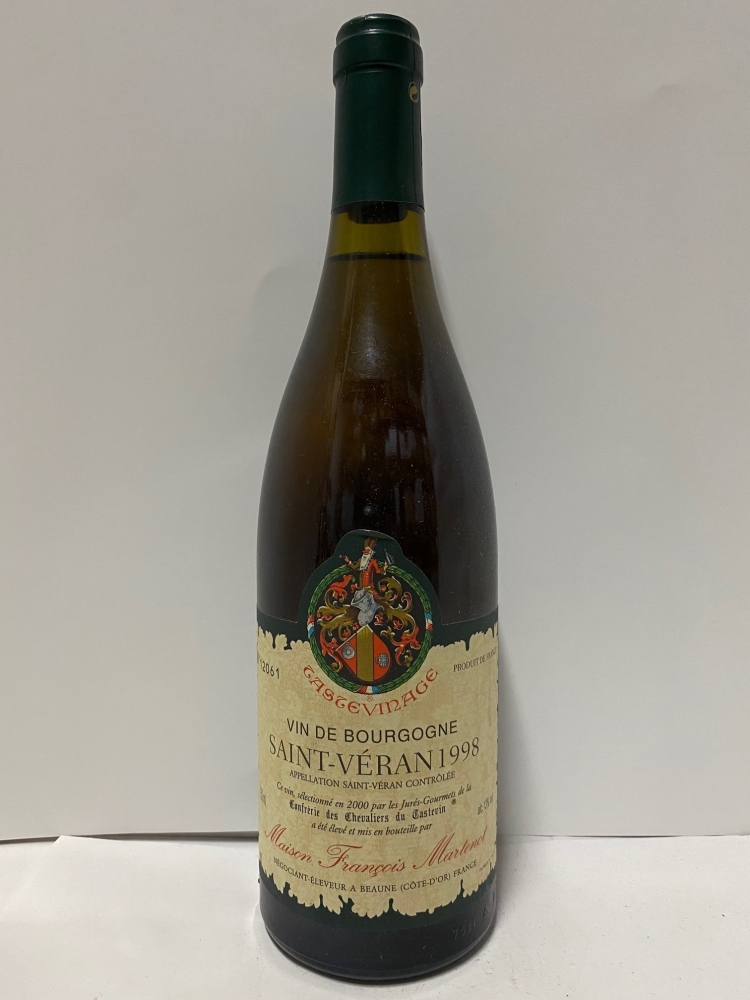 12061
PRODUIT DE FRANCE
TASTEVINAGE
®
VIN DE BOURGOGNE
SAINT-VÉRAN 1998
APPELLATION SAINT-VÉRAN CONTRÔLÉE
Ce vin, sélectionné en 2000 par les Jurés-Gourmets de la
Confrérie des Chevaliers du Tastevin ®
a été élevé et mis en bouteille par
Maison François Martenot
NÉGOCIANT-ÉLEVEUR A BEAUNE (CÔTE-D'OR) FRANCE